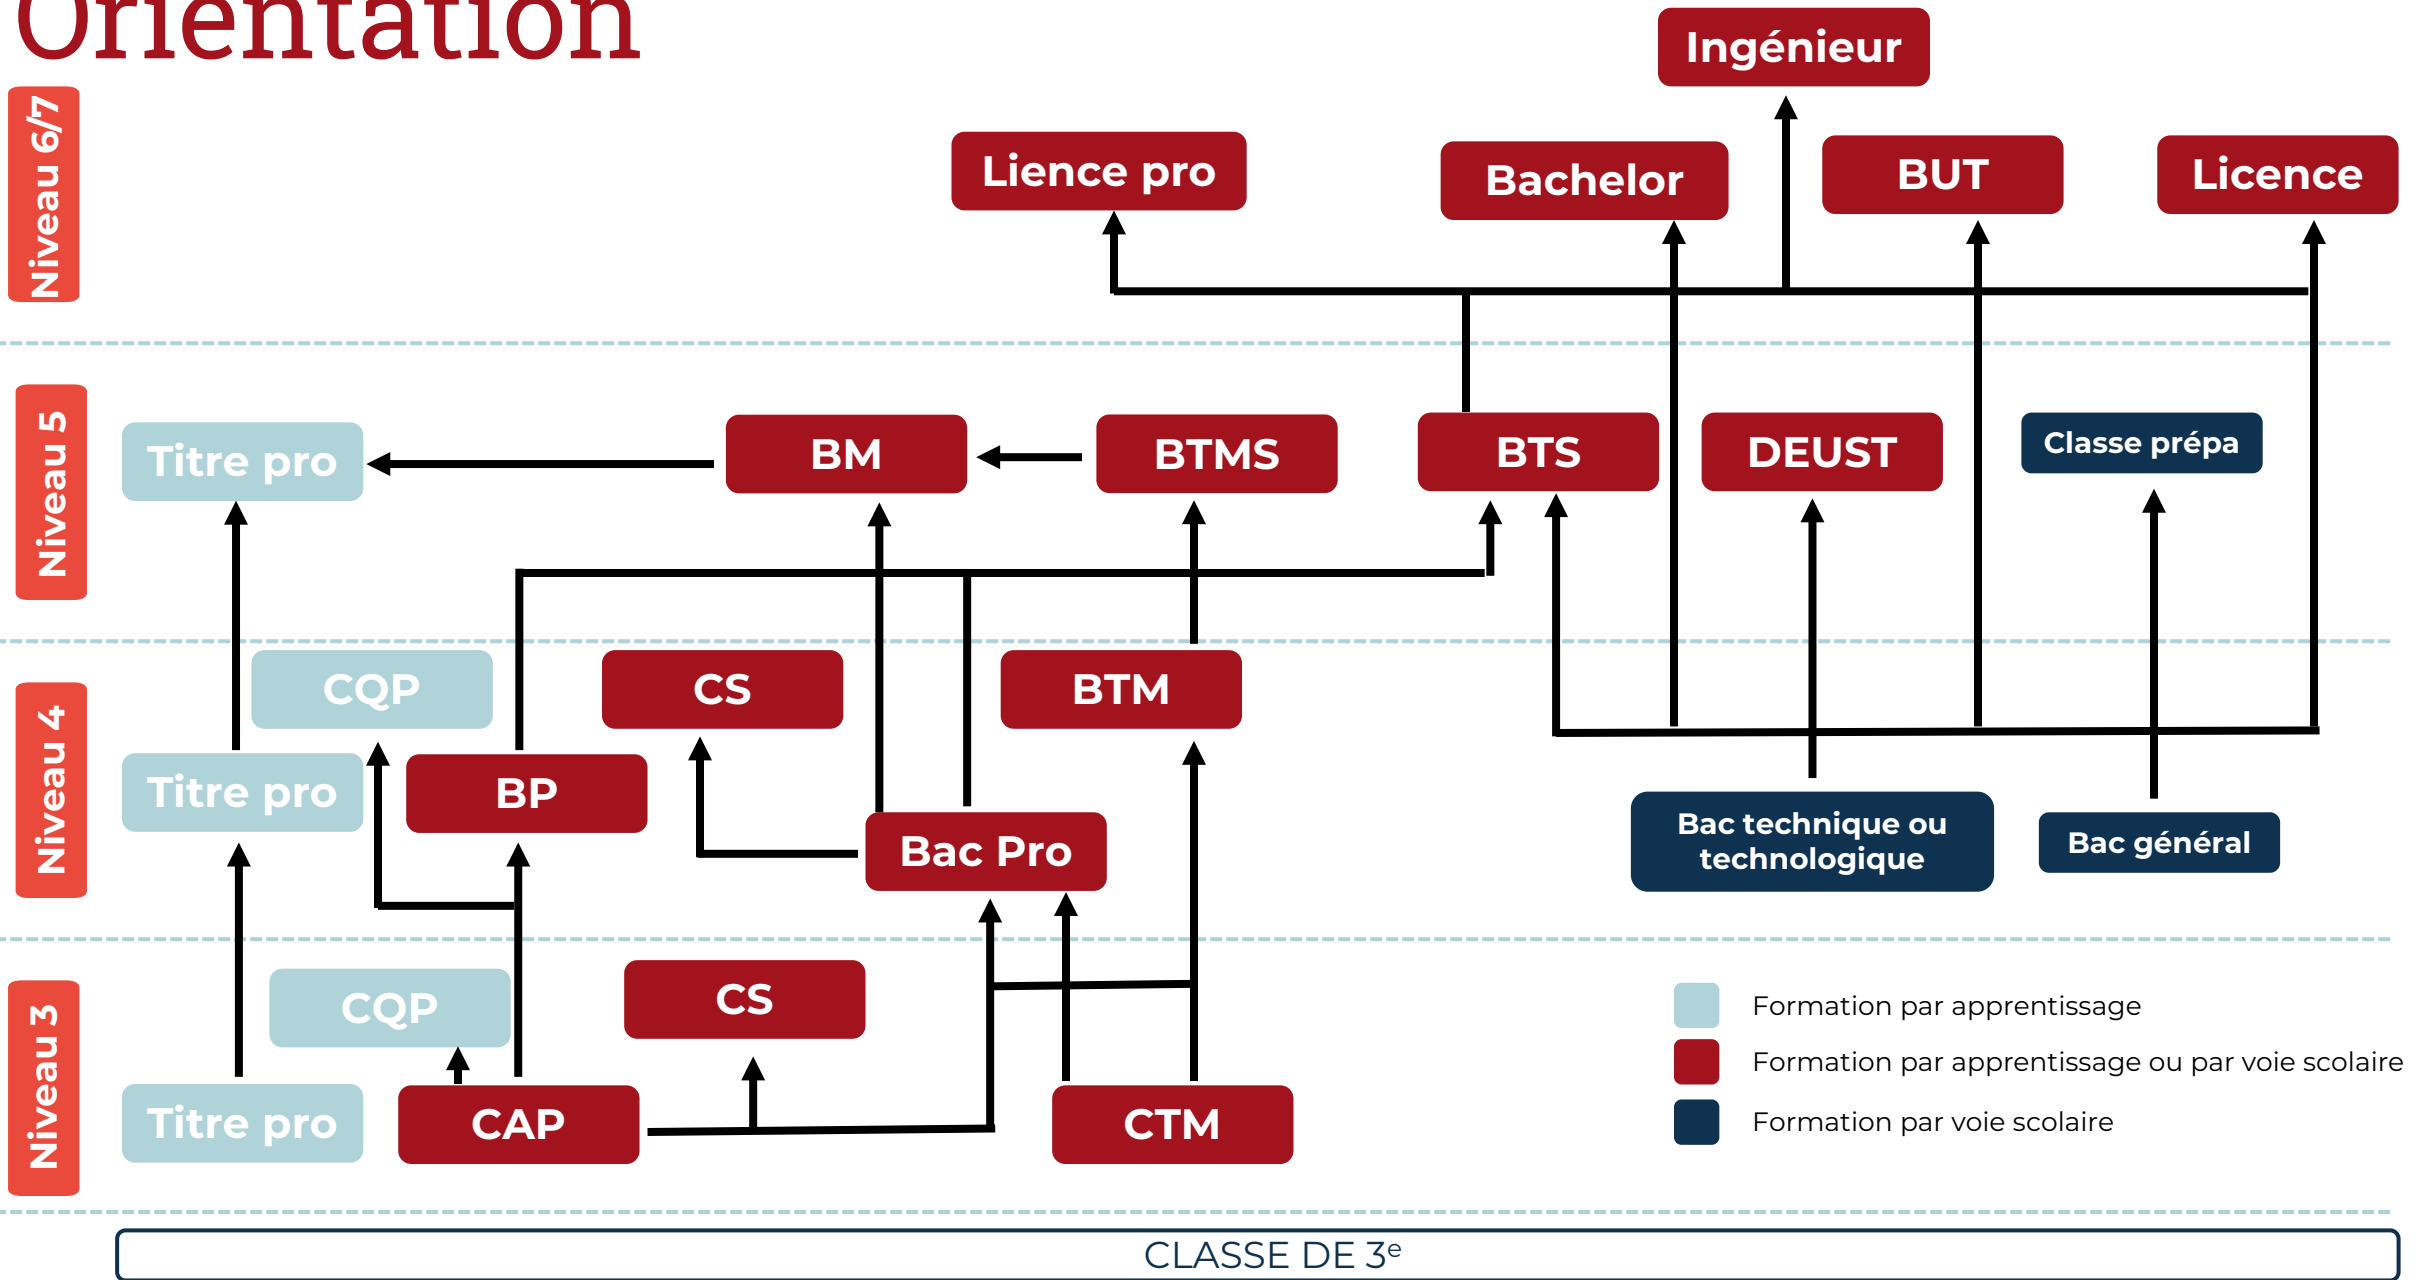 Orientation
Niveau 6/7
Ingénieur
Lience pro
Bachelor
BUT
Licence
Niveau 5
Titre pro
BM
BTMS
BTS
DEUST
Classe prépa
Niveau 4
CQP
CS
BTM
Titre pro
BP
Bac Pro
Bac technique ou
technologique
Bac général
Niveau 3
CQP
CS
Titre pro
CAP
CTM
Formation par apprentissage
Formation par apprentissage ou par voie scolaire
Formation par voie scolaire
CLASSE DE 3e